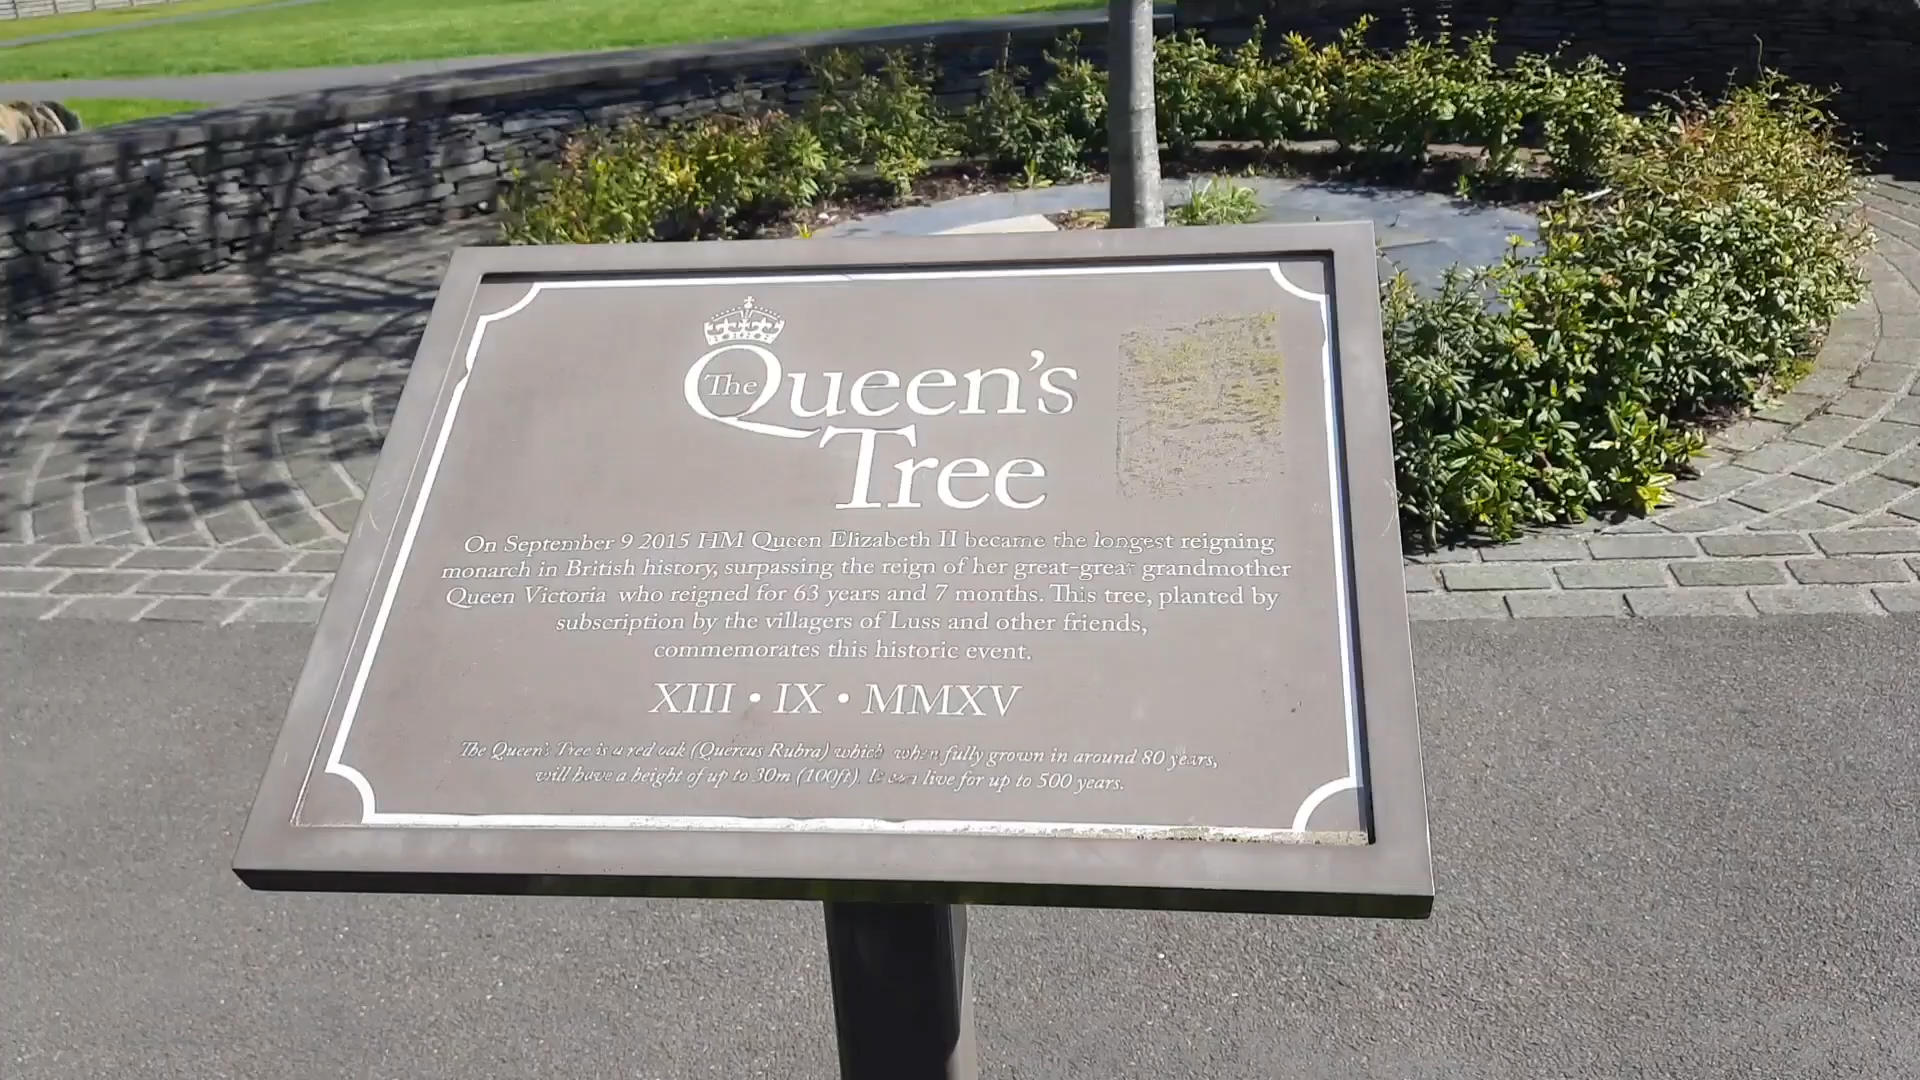 The Queen's
Tree
On September 9 2015 HM Queen Elizabeth II became the longest reigning
monarch in British history, surpassing the reign of her great-great grandmother
Queen Victoria who reigned for 63 years and 7 months. This tree, planted by
subscription by the villagers of Luss and other friends,
commemorates this historic event.
XIII • IX • MMXV
The Queen's Tree is a red oak (Quercus Rubra) which when fully grown in around 80 years,
will have a height of up to 30m (100ft). It can live for up to 500 years.